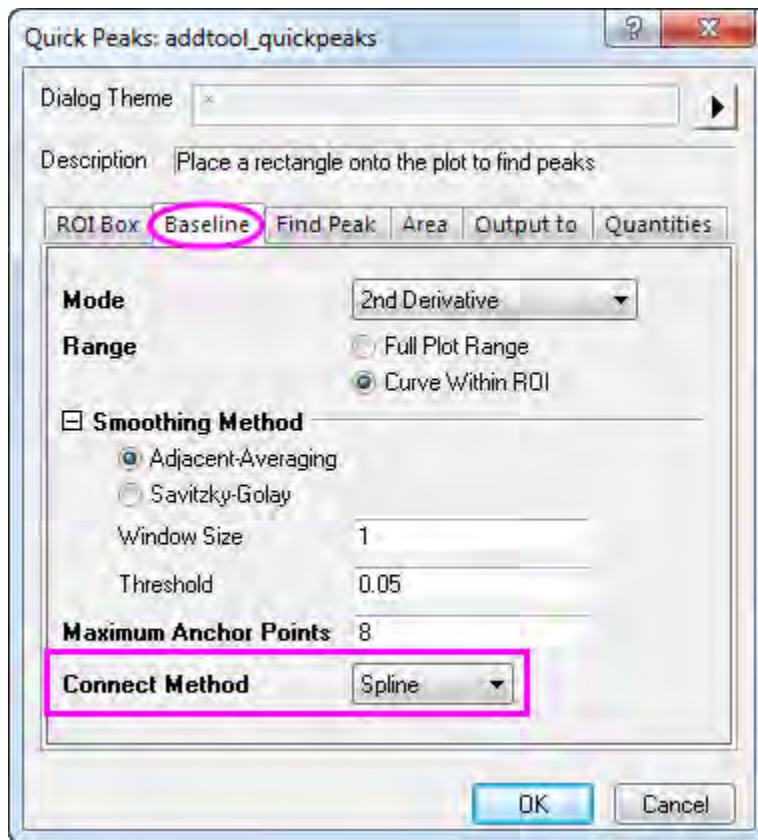 Quick Peaks: addtool_quickpeaks
?
Dialog Theme *
Description Place a rectangle onto the plot to find peaks
ROI Box Baseline Find Peak Area Output to Quantities
Mode 2nd Derivative
Range Full Plot Range
Curve Within ROI
Smoothing Method
Adjacent-Averaging
Savitzky-Golay
Window Size 1
Threshold 0.05
Maximum Anchor Points 8
Connect Method Spline
OK Cancel